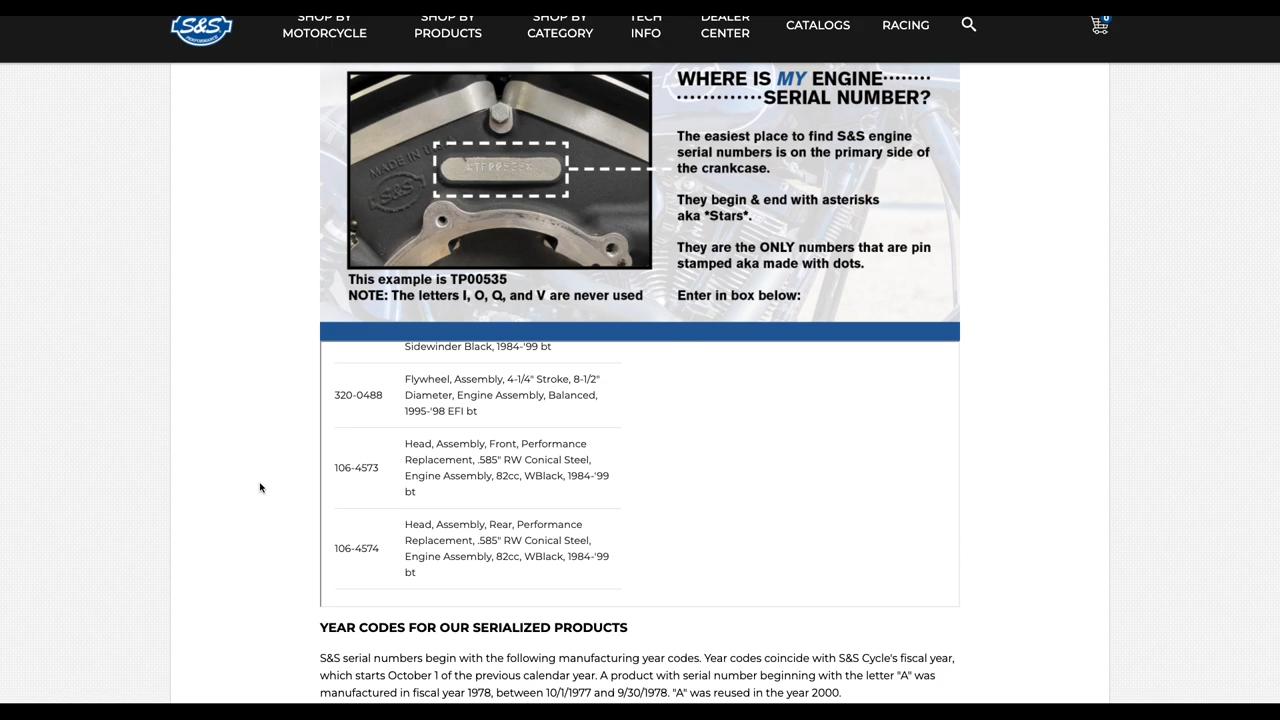 S&S
SHOP BY
MOTORCYCLE
SHOP BY
PRODUCTS
SHOP BY
CATEGORY
TECH
INFO
DEALER
CENTER
CATALOGS
RACING
0
WHERE IS MY ENGINE········
·············SERIAL NUMBER?
MADE IN
S&S
The easiest place to find S&S engine
serial numbers is on the primary side of
the crankcase.
They begin & end with asterisks
aka *Stars*.
They are the ONLY numbers that are pin
stamped aka made with dots.
This example is TP00535
NOTE: The letters I, O, Q, and V are never used
Enter in box below:
Sidewinder Black, 1984-'99 bt
320-0488
Flywheel, Assembly, 4-1/4" Stroke, 8-1/2"
Diameter, Engine Assembly, Balanced,
1995-'98 EFI bt
106-4573
Head, Assembly, Front, Performance
Replacement, .585" RW Conical Steel,
Engine Assembly, 82cc, WBlack, 1984-'99
bt
106-4574
Head, Assembly, Rear, Performance
Replacement, .585" RW Conical Steel,
Engine Assembly, 82cc, WBlack, 1984-'99
bt
YEAR CODES FOR OUR SERIALIZED PRODUCTS
S&S serial numbers begin with the following manufacturing year codes. Year codes coincide with S&S Cycle's fiscal year,
which starts October 1 of the previous calendar year. A product with serial number beginning with the letter "A" was
manufactured in fiscal year 1978, between 10/1/1977 and 9/30/1978. "A" was reused in the year 2000.